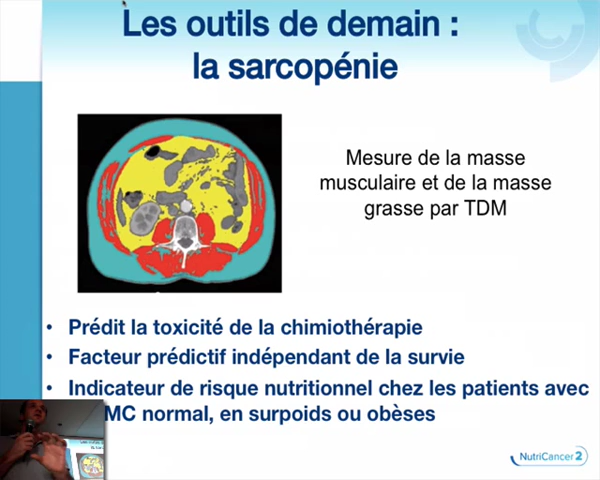 Les outils de demain :
la sarcopénie
Mesure de la masse
musculaire et de la masse
grasse par TDM
• Prédit la toxicité de la chimiothérapie
• Facteur prédictif indépendant de la survie
• Indicateur de risque nutritionnel chez les patients avec
MC normal, en surpoids ou obèses
NutriCancer2